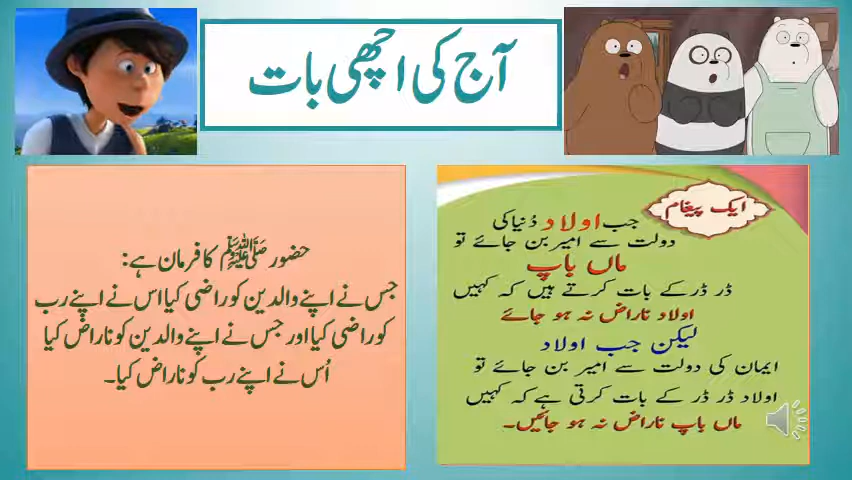 آج کی اچھی بات
ایک پیغام
جب اولاد دُنیا کی
دولت سے امیر بن جائے تو
ماں باپ
ڈر ڈر کے بات کرتے ہیں کہ کہیں
اولاد ناراض نہ ہو جائے
لیکن جب اولاد
ایمان کی دولت سے امیر بن جائے تو
اولاد ڈر ڈر کے بات کرتی ہے کہ کہیں
ماں باپ ناراض نہ ہو جائیں۔
حضور ﷺ کا فرمان ہے:
جس نے اپنے والدین کو راضی کیا اس نے اپنے رب
کو راضی کیا اور جس نے اپنے والدین کو ناراض کیا
اُس نے اپنے رب کو ناراض کیا۔